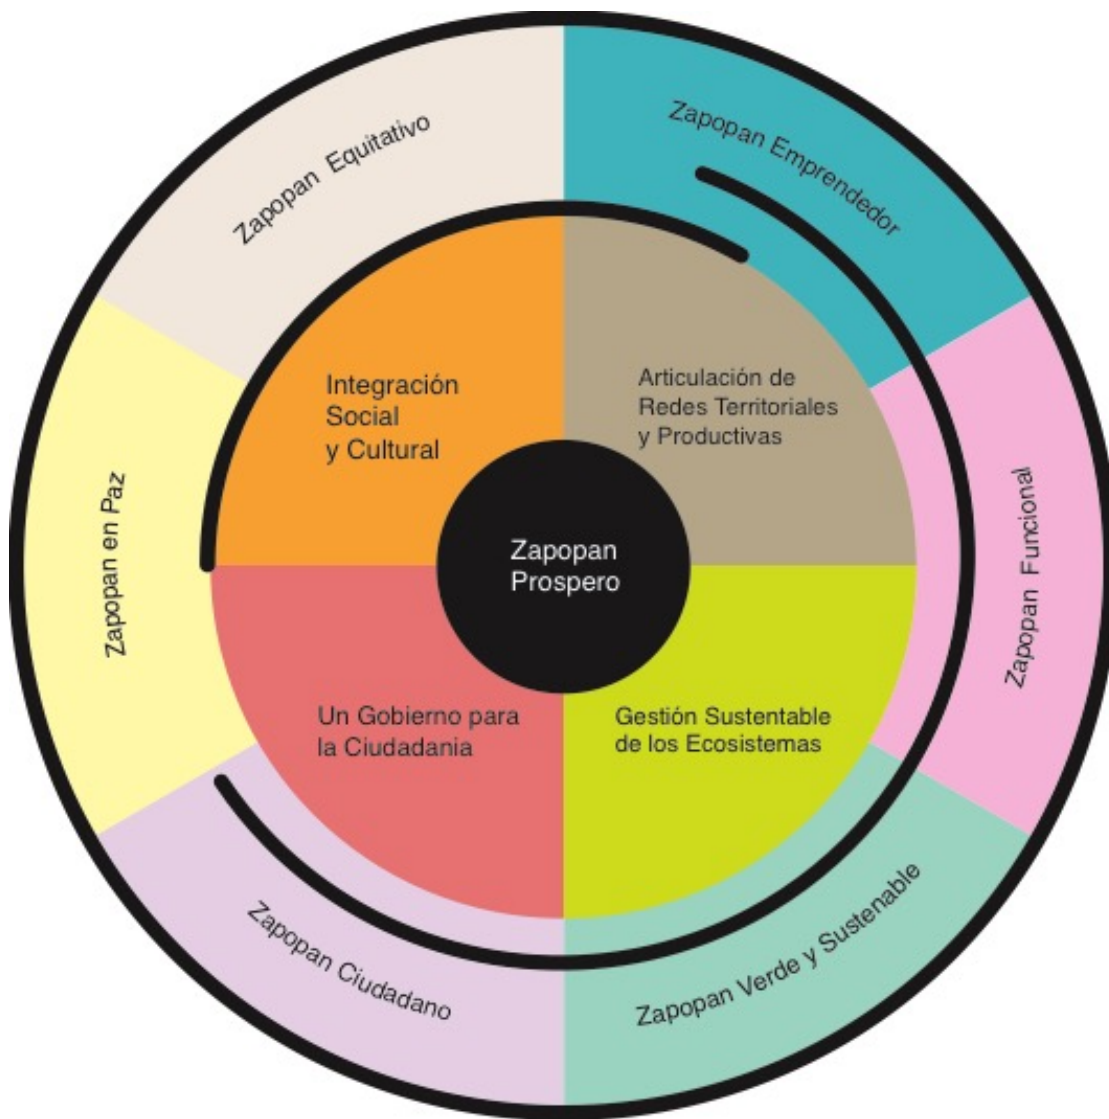 Zapopan Equitativo
Zapopan Emprendedor
Integración
Social
y Cultural
Articulación de
Redes Territoriales
y Productivas
Zapopan en Paz
Zapopan
Prospero
Zapopan Funcional
Un Gobierno para
la Ciudadania
Gestión Sustentable
de los Ecosistemas
Zapopan Ciudadano
Zapopan Verde y Sustenable